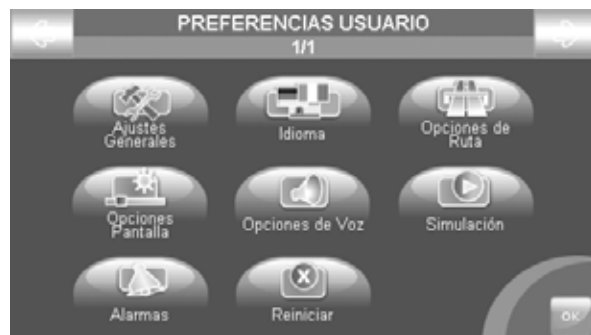 PREFERENCIAS USUARIO
1/1
Ajustes
Generales
Idioma
Opciones de
Ruta
Opciones
Pantalla
Opciones de Voz
Simulación
Alarmas
Reiniciar
OK